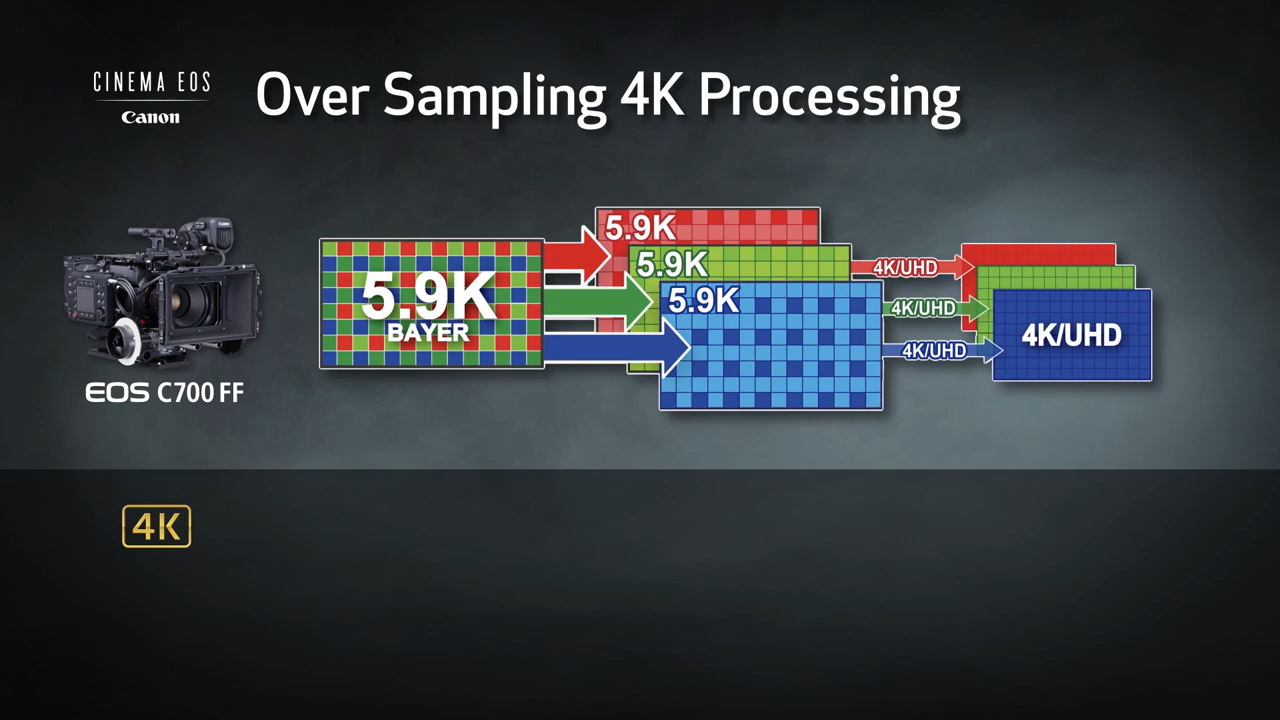 CINEMA EOS
Canon
Over Sampling 4K Processing
5.9K
BAYER
5.9K
5.9K
5.9K
4K/UHD
4K/UHD
4K/UHD
4K/UHD
EOS C700 FF
4K